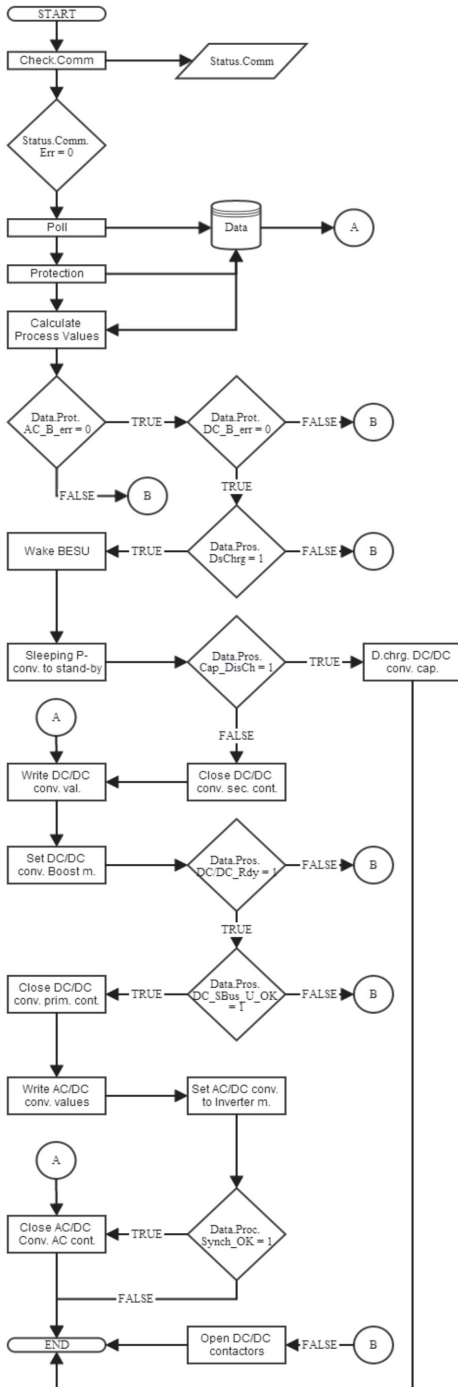 START
Check.Comm
Status.Comm
Status.Comm.
Err = 0
Poll
Data
A
Protection
Calculate
Process Values
Data.Prot.
AC_B_err = 0
TRUE
Data.Prot.
DC_B_err = 0
FALSE
B
FALSE
B
TRUE
Wake BESU
TRUE
Data.Pros.
DsChrg = 1
FALSE
B
Sleeping P-
conv. to stand-by
Data.Pros.
Cap_DisCh = 1
TRUE
D.chrg. DC/DC
conv. cap.
A
FALSE
Write DC/DC
conv. val.
Close DC/DC
conv. sec. cont.
Set DC/DC
conv. Boost m.
Data.Pros.
DC/DC_Rdy = 1
FALSE
B
TRUE
Close DC/DC
conv. prim. cont.
TRUE
Data.Pros.
DC_SBus_U_OK
= 1
FALSE
B
Write AC/DC
conv. values
Set AC/DC conv.
to Inverter m.
A
Close AC/DC
Conv. AC cont.
TRUE
Data.Proc.
Synch_OK = 1
FALSE
END
Open DC/DC
contactors
FALSE
B